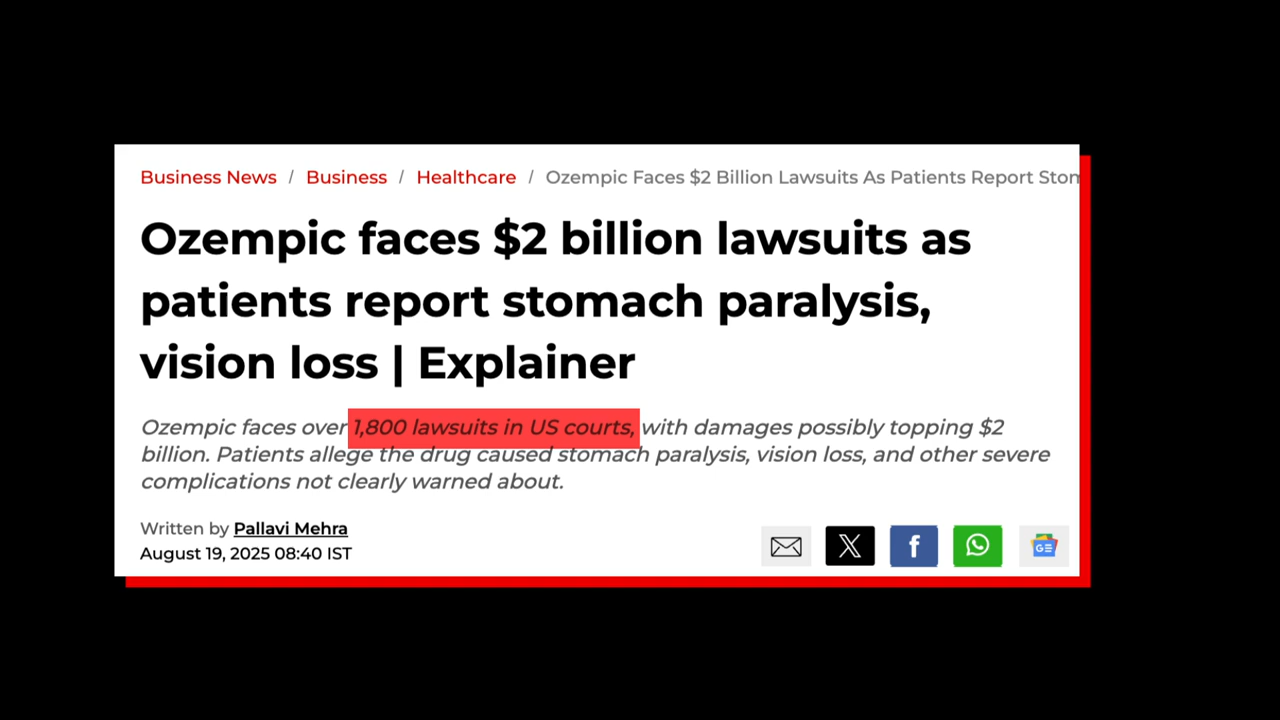 Business News / Business / Healthcare / Ozempic Faces $2 Billion Lawsuits As Patients Report
Ozempic faces $2 billion lawsuits as
patients report stomach paralysis,
vision loss | Explainer
Ozempic faces over 1,800 lawsuits in US courts, with damages possibly topping $2
billion. Patients allege the drug caused stomach paralysis, vision loss, and other severe
complications not clearly warned about.
Written by Pallavi Mehra
August 19, 2025 08:40 IST